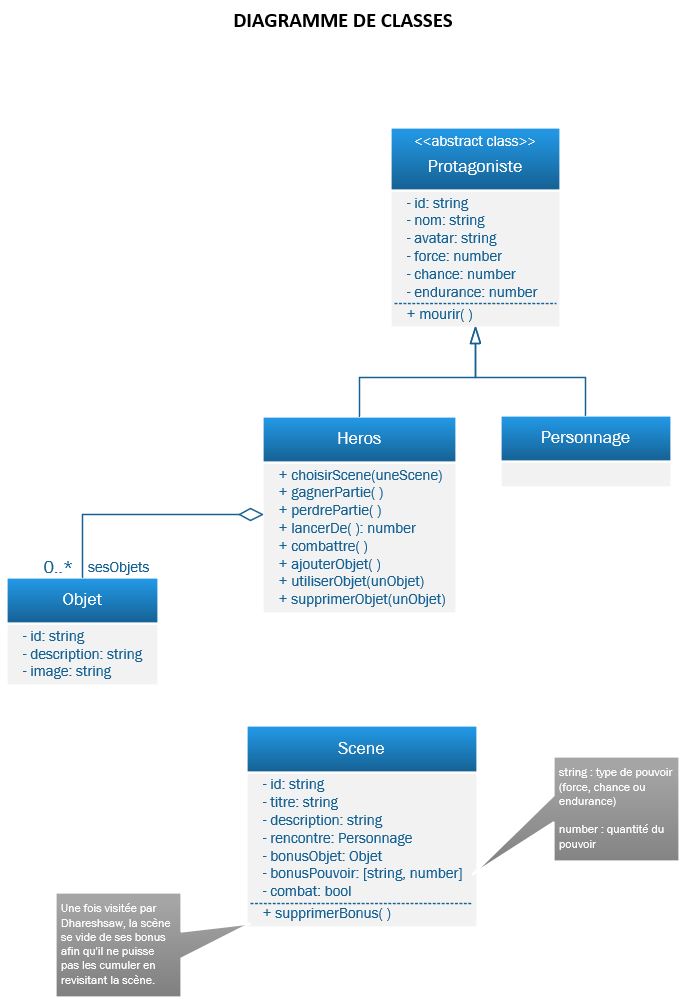 DIAGRAMME DE CLASSES
<<abstract class>>
Protagoniste
- id: string
- nom: string
- avatar: string
- force: number
- chance: number
- endurance: number
+ mourir( )
Heros
+ choisirScene(uneScene)
+ gagnerPartie( )
+ perdrePartie( )
+ lancerDe( ): number
+ combattre( )
+ ajouterObjet( )
+ utiliserObjet(unObjet)
+ supprimerObjet(unObjet)
Personnage
0..* sesObjets
Objet
- id: string
- description: string
- image: string
Scene
- id: string
- titre: string
- description: string
- rencontre: Personnage
- bonusObjet: Objet
- bonusPouvoir: [string, number]
- combat: bool
+ supprimerBonus( )
string : type de pouvoir
(force, chance ou
endurance)
number : quantité du
pouvoir
Une fois visitée par
Dhareshsaw, la scène
se vide de ses bonus
afin qu'il ne puisse
pas les cumuler en
revisitant la scène.